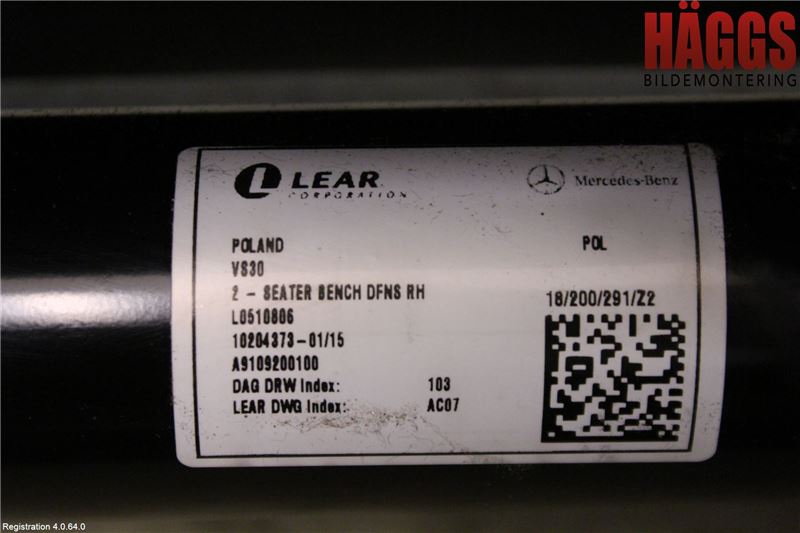 HÄGGS
BILDEMONTERING
LEAR
CORPORATION
Mercedes-Benz
POLAND
POL
VS30
2 - SEATER BENCH DFNS RH
18/200/291/Z2
L0510806
10204373-01/15
A9109200100
DAG DRW Index: 103
LEAR DWG Index: AC07
Registration 4.0.64.0